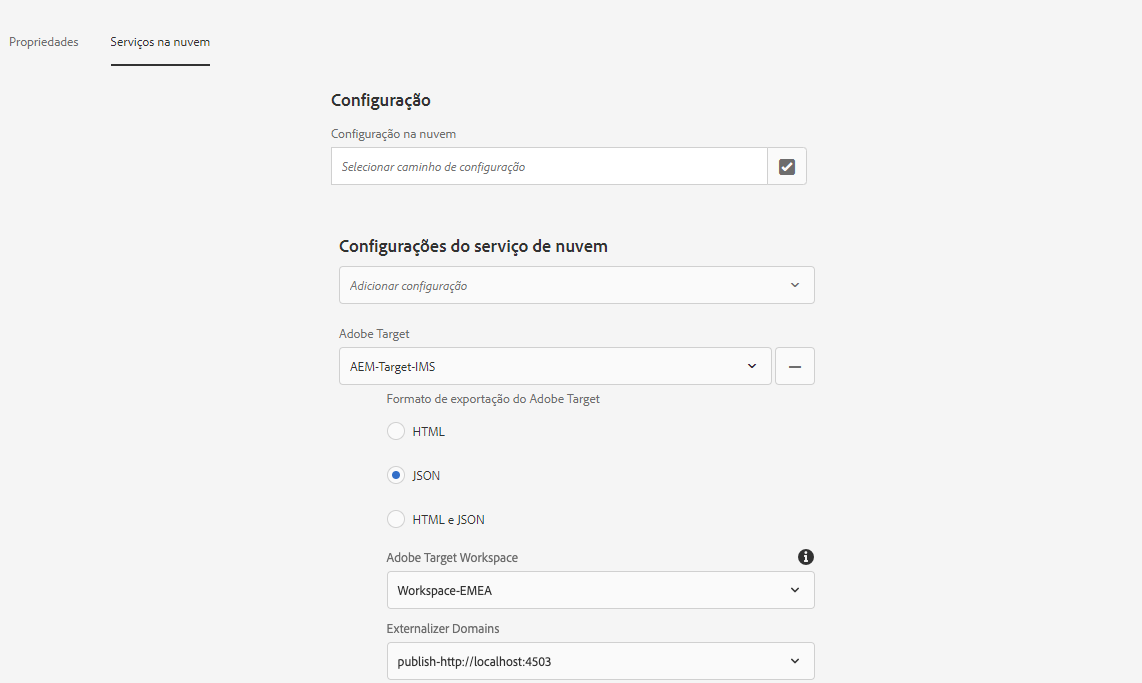 Propriedades
Serviços na nuvem
Configuração
Configuração na nuvem
Selecionar caminho de configuração
Configurações do serviço de nuvem
Adicionar configuração
Adobe Target
AEM-Target-IMS
Formato de exportação do Adobe Target
HTML
JSON
HTML e JSON
Adobe Target Workspace
Workspace-EMEA
Externalizer Domains
publish-http://localhost:4503